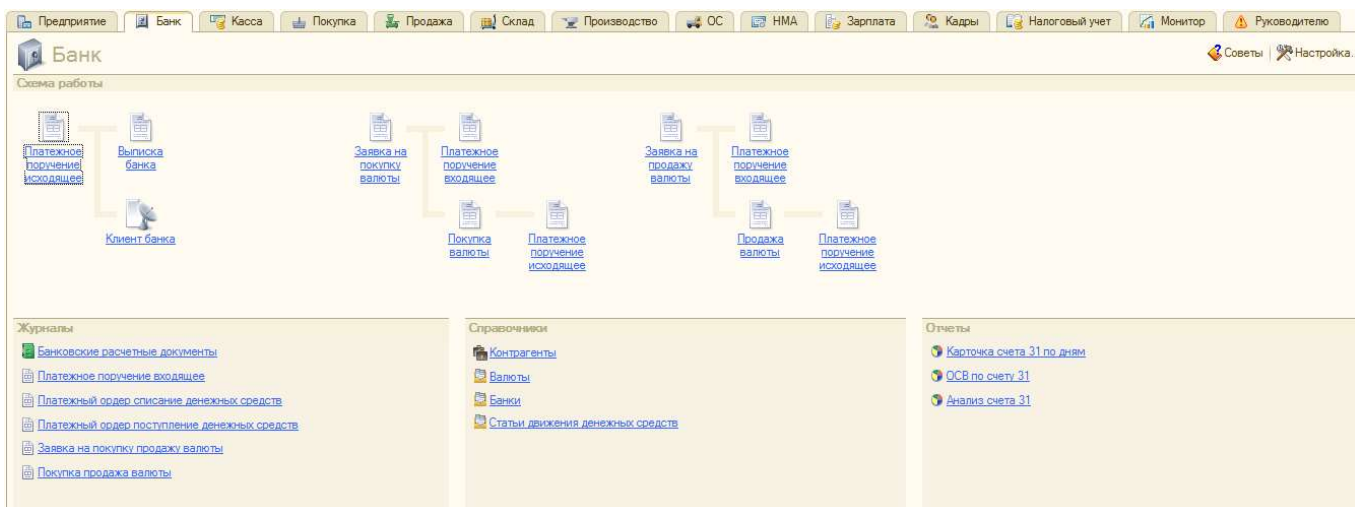 Предприятие Банк Касса Покупка Продажа Склад Производство ОС НМА Зарплата Кадры Налоговый учет Монитор Руководителю
Банк
Советы | Настройка.
Схема работы
Платежное поручение исходящее
Выписка банка
Клиент банка
Заявка на покупку валюты
Платежное поручение входящее
Покупка валюты
Платежное поручение исходящее
Заявка на продажу валюты
Платежное поручение входящее
Продажа валюты
Платежное поручение исходящее
Журналы
Банковские расчетные документы
Платежное поручение входящее
Платежный ордер списание денежных средств
Платежный ордер поступление денежных средств
Заявка на покупку продажу валюты
Покупка продажа валюты
Справочники
Контрагенты
Валюты
Банки
Статьи движения денежных средств
Отчеты
Карточка счета 31 по дням
ОСВ по счету 31
Анализ счета 31